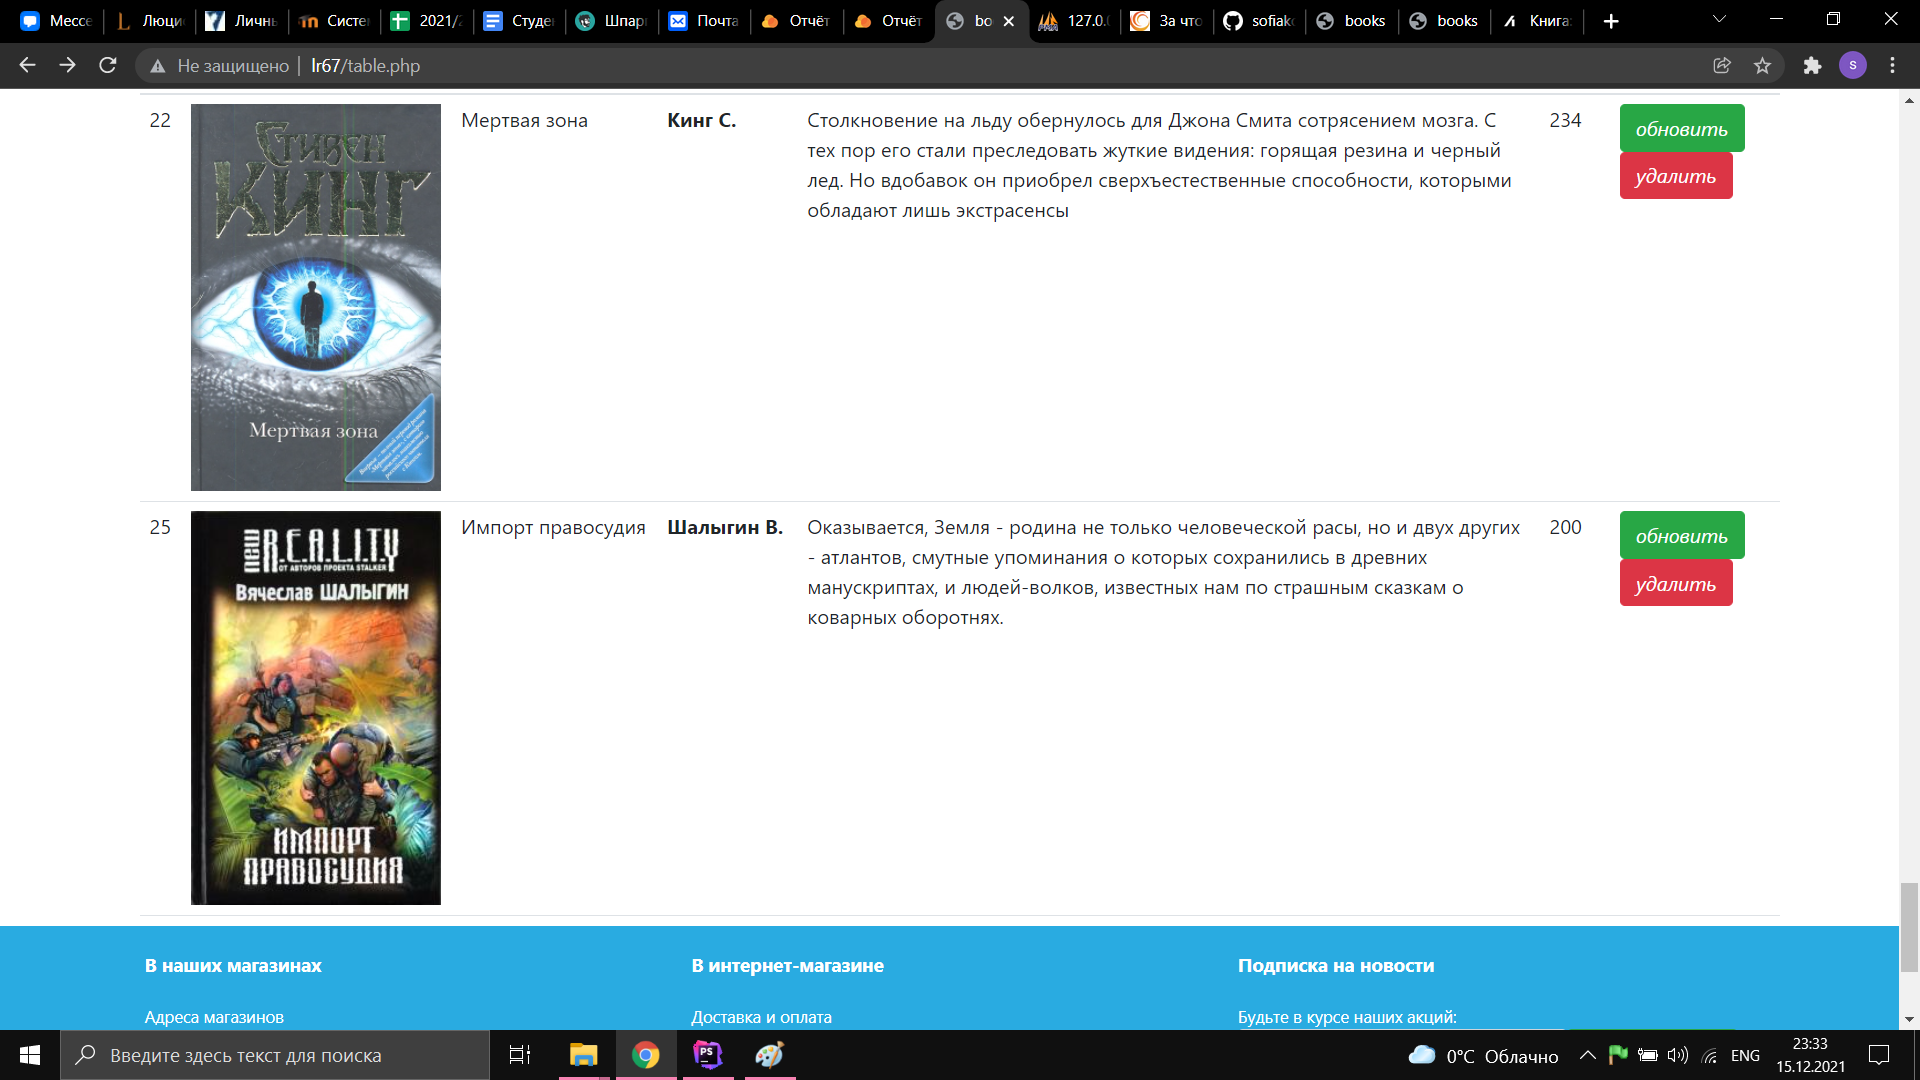 Мессе
Люци
Личнь
Систе
2021/2
Студе
Шпар
Почта
Отчёт
Отчёт
bo
127.0.0
За что
sofiako
books
books
Книга:
Не защищено
lr67/table.php
s
22
Мертвая зона
Кинг С.
Столкновение на льду обернулось для Джона Смита сотрясением мозга. С
тех пор его стали преследовать жуткие видения: горящая резина и черный
лед. Но вдобавок он приобрел сверхъестественные способности, которыми
обладают лишь экстрасенсы
234
обновить
удалить
Стивен
КИНГ
Мертвая зона
25
Импорт правосудия
Шалыгин В.
Оказывается, Земля - родина не только человеческой расы, но и двух других
- атлантов, смутные упоминания о которых сохранились в древних
манускриптах, и людей-волков, известных нам по страшным сказкам о
коварных оборотнях.
200
обновить
удалить
new R.E.A.L.I.T.Y
ОТ АВТОРОВ ПРОЕКТА STALKER
Вячеслав ШАЛЫГИН
ИМПОРТ
ПРАВОСУДИЯ
В наших магазинах
В интернет-магазине
Подписка на новости
Адреса магазинов
Доставка и оплата
Будьте в курсе наших акций:
Введите здесь текст для поиска
PS
0°C Облачно
ENG
23:33
15.12.2021